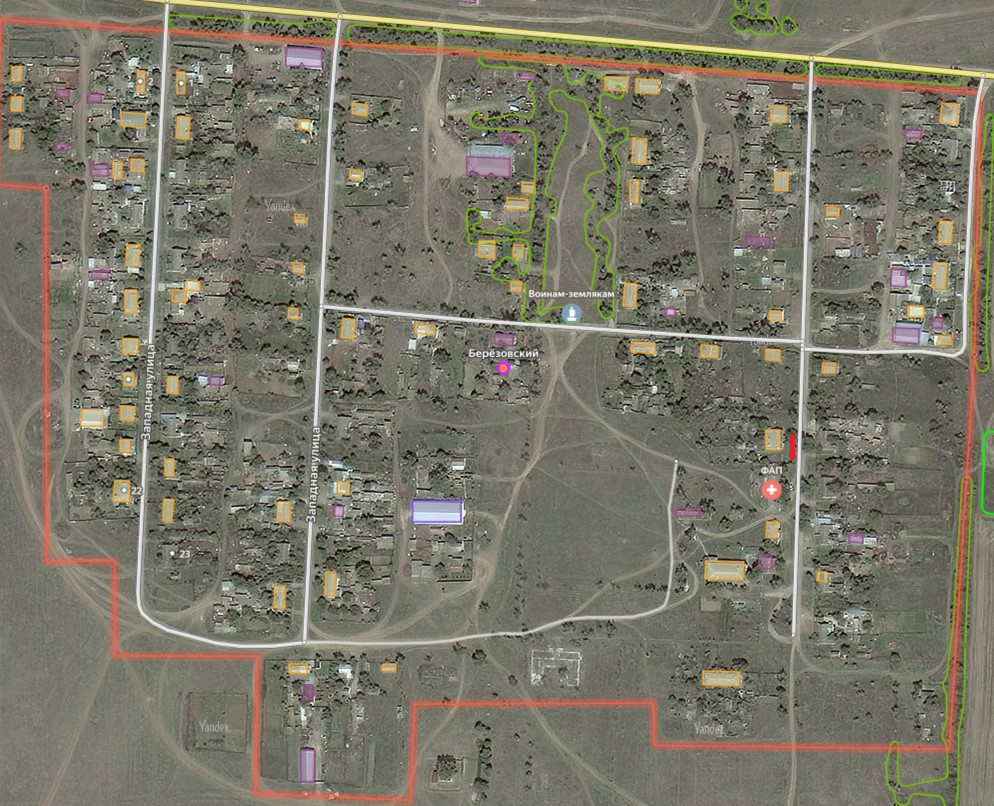 Yandex
Воинам-землякам
Берёзовский
Западная улица
Западная улица
ФАП
22
23
Yandex
Yandex